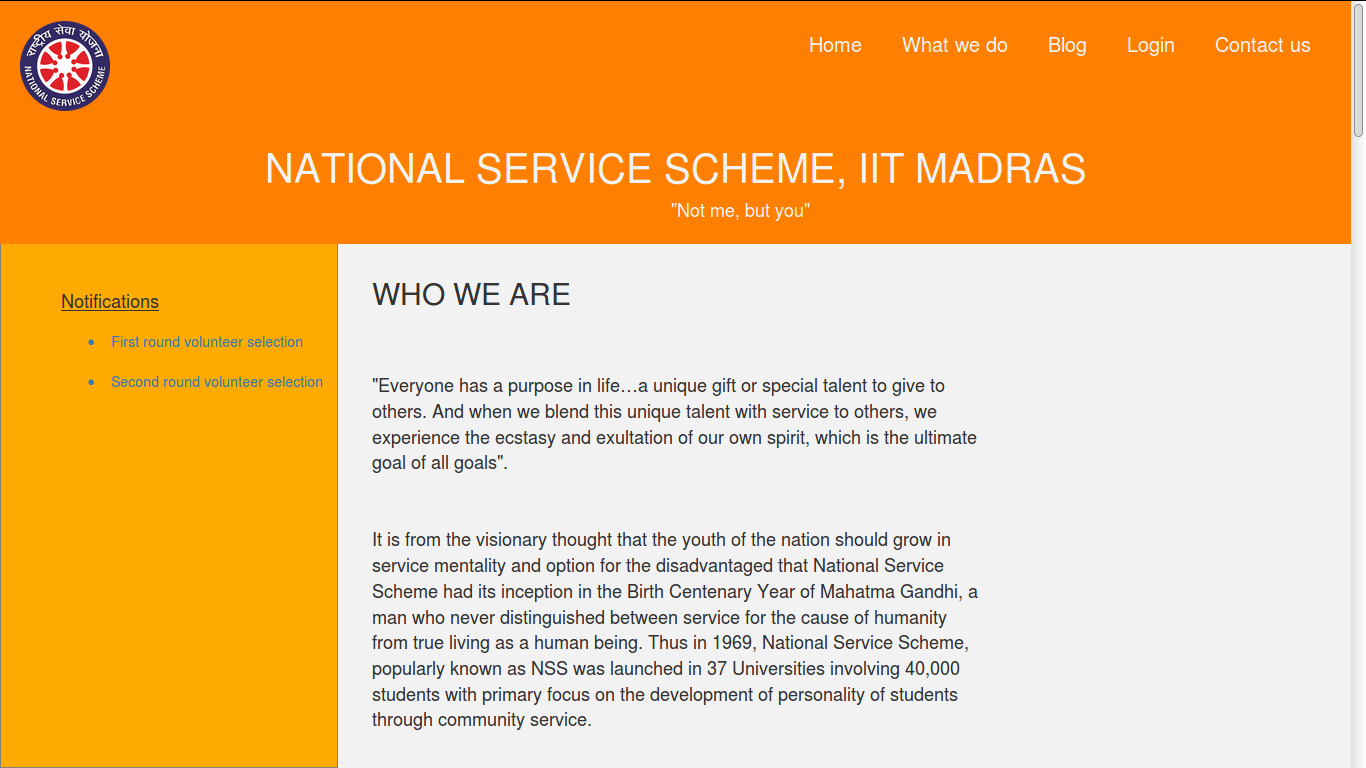 राष्ट्रीय सेवा योजना
NATIONAL SERVICE SCHEME
Home What we do Blog Login Contact us
NATIONAL SERVICE SCHEME, IIT MADRAS
"Not me, but you"
Notifications
First round volunteer selection
Second round volunteer selection
WHO WE ARE
"Everyone has a purpose in life…a unique gift or special talent to give to
others. And when we blend this unique talent with service to others, we
experience the ecstasy and exultation of our own spirit, which is the ultimate
goal of all goals".
It is from the visionary thought that the youth of the nation should grow in
service mentality and option for the disadvantaged that National Service
Scheme had its inception in the Birth Centenary Year of Mahatma Gandhi, a
man who never distinguished between service for the cause of humanity
from true living as a human being. Thus in 1969, National Service Scheme,
popularly known as NSS was launched in 37 Universities involving 40,000
students with primary focus on the development of personality of students
through community service.